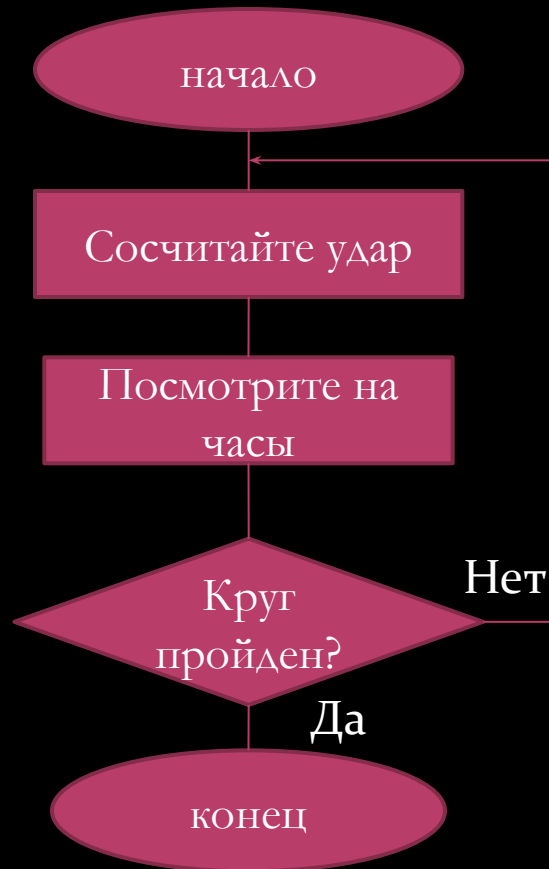 начало
Сосчитайте удар
Посмотрите на
часы
Круг
пройден?
Нет
Да
конец